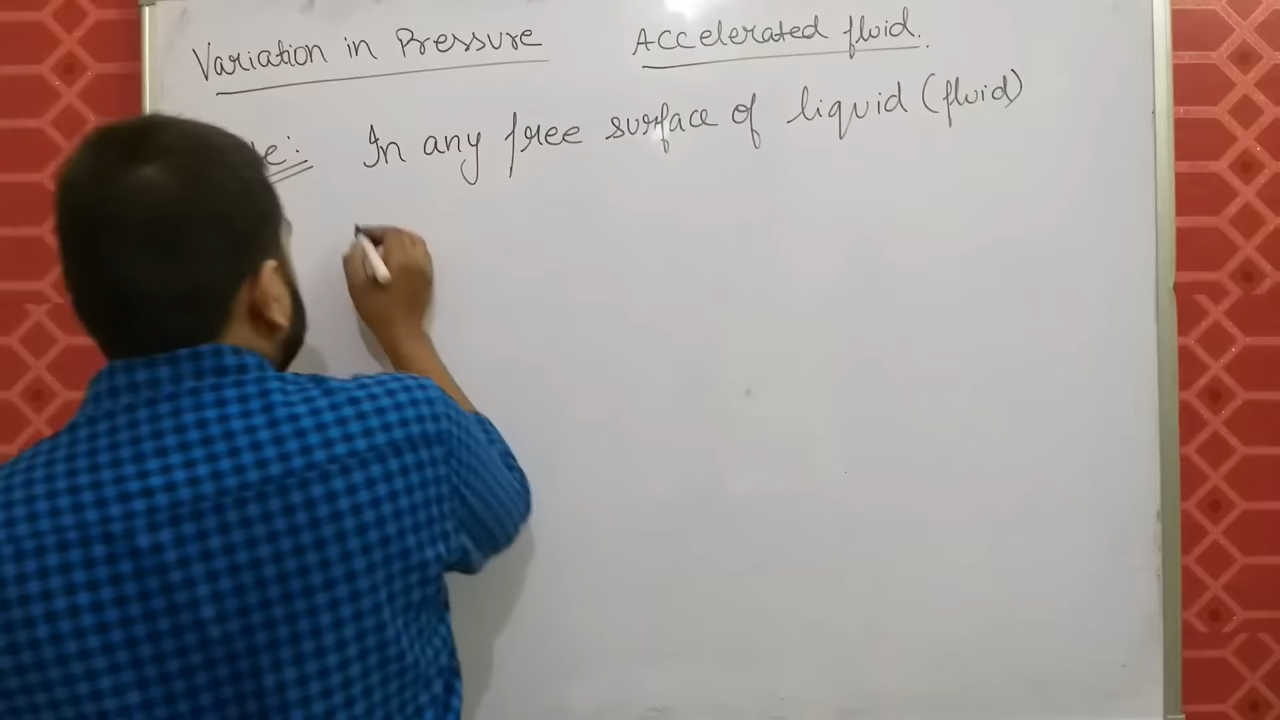 Variation in Pressure Accelerated fluid.
In any free surface of liquid (fluid)